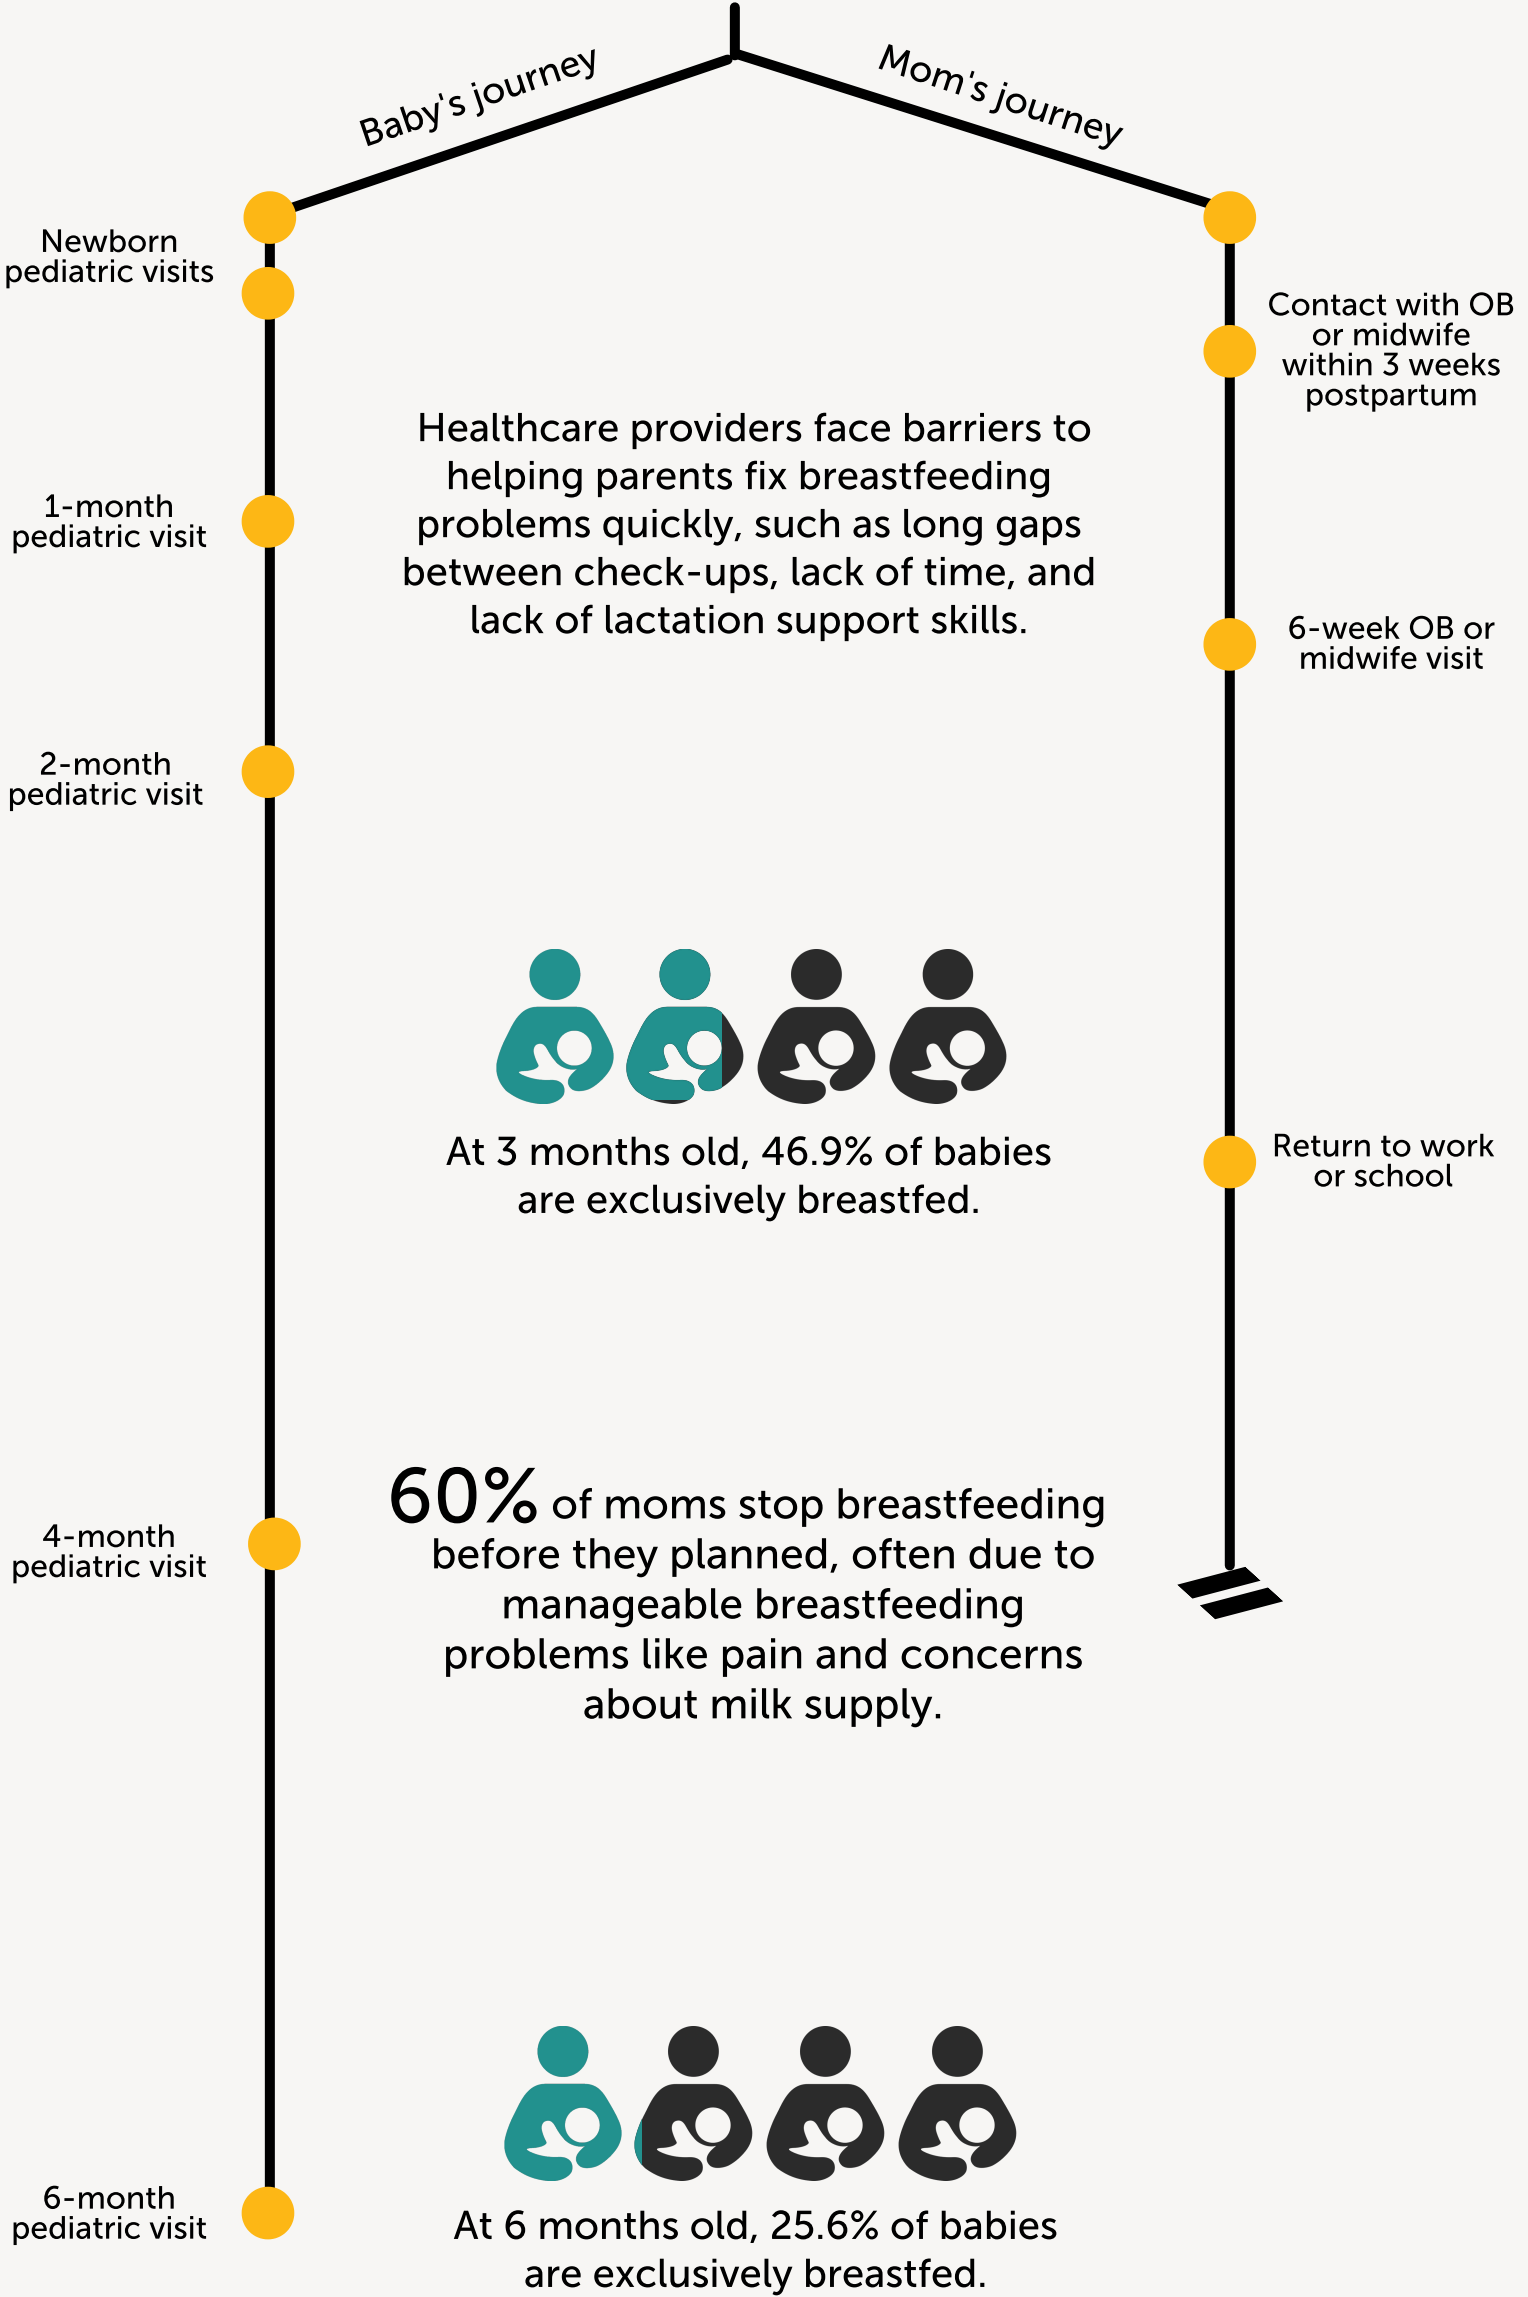 Baby's journey
Mom's journey
Newborn
pediatric visits
Contact with OB
or midwife
within 3 weeks
postpartum
Healthcare providers face barriers to
helping parents fix breastfeeding
problems quickly, such as long gaps
between check-ups, lack of time, and
lack of lactation support skills.
1-month
pediatric visit
6-week OB or
midwife visit
2-month
pediatric visit
At 3 months old, 46.9% of babies
are exclusively breastfed.
Return to work
or school
60% of moms stop breastfeeding
before they planned, often due to
manageable breastfeeding
problems like pain and concerns
about milk supply.
4-month
pediatric visit
6-month
pediatric visit
At 6 months old, 25.6% of babies
are exclusively breastfed.